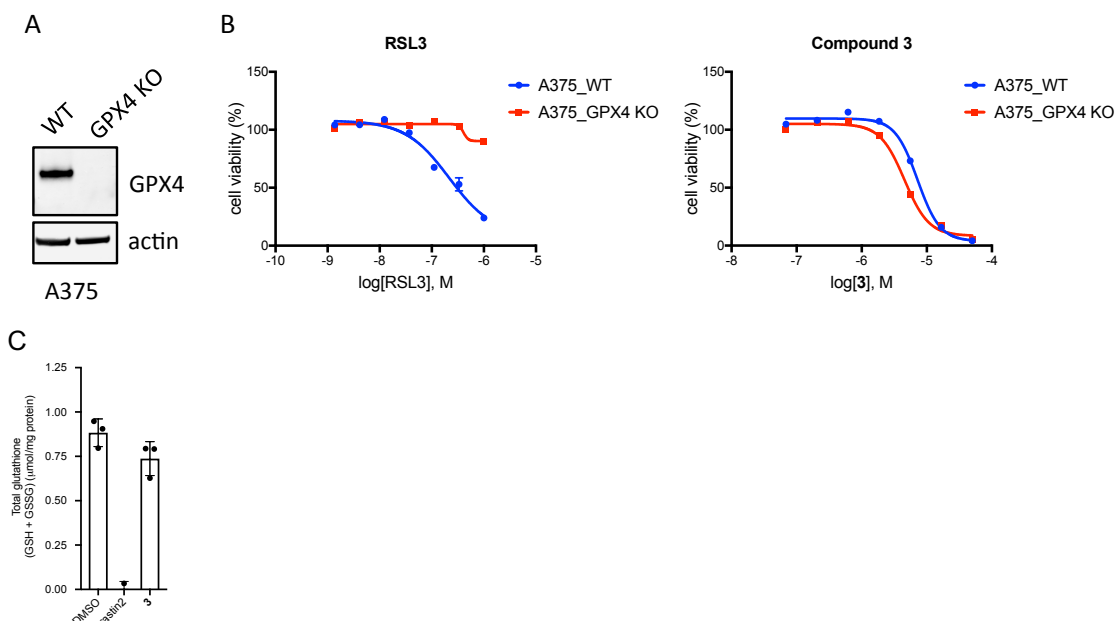 A
WT
GPX4 KO
GPX4
actin
A375
B
RSL3
150
100
50
0
-10
-9
-8
-7
-6
-5
cell viability (%)
log[RSL3], M
A375_WT
A375_GPX4 KO
Compound 3
150
100
50
0
-8
-7
-6
-5
-4
cell viability (%)
log[3], M
A375_WT
A375_GPX4 KO
C
1.25
1.00
0.75
0.50
0.25
0.00
Total glutathione
(GSH + GSSG) (μmol/mg protein)
DMSO
3